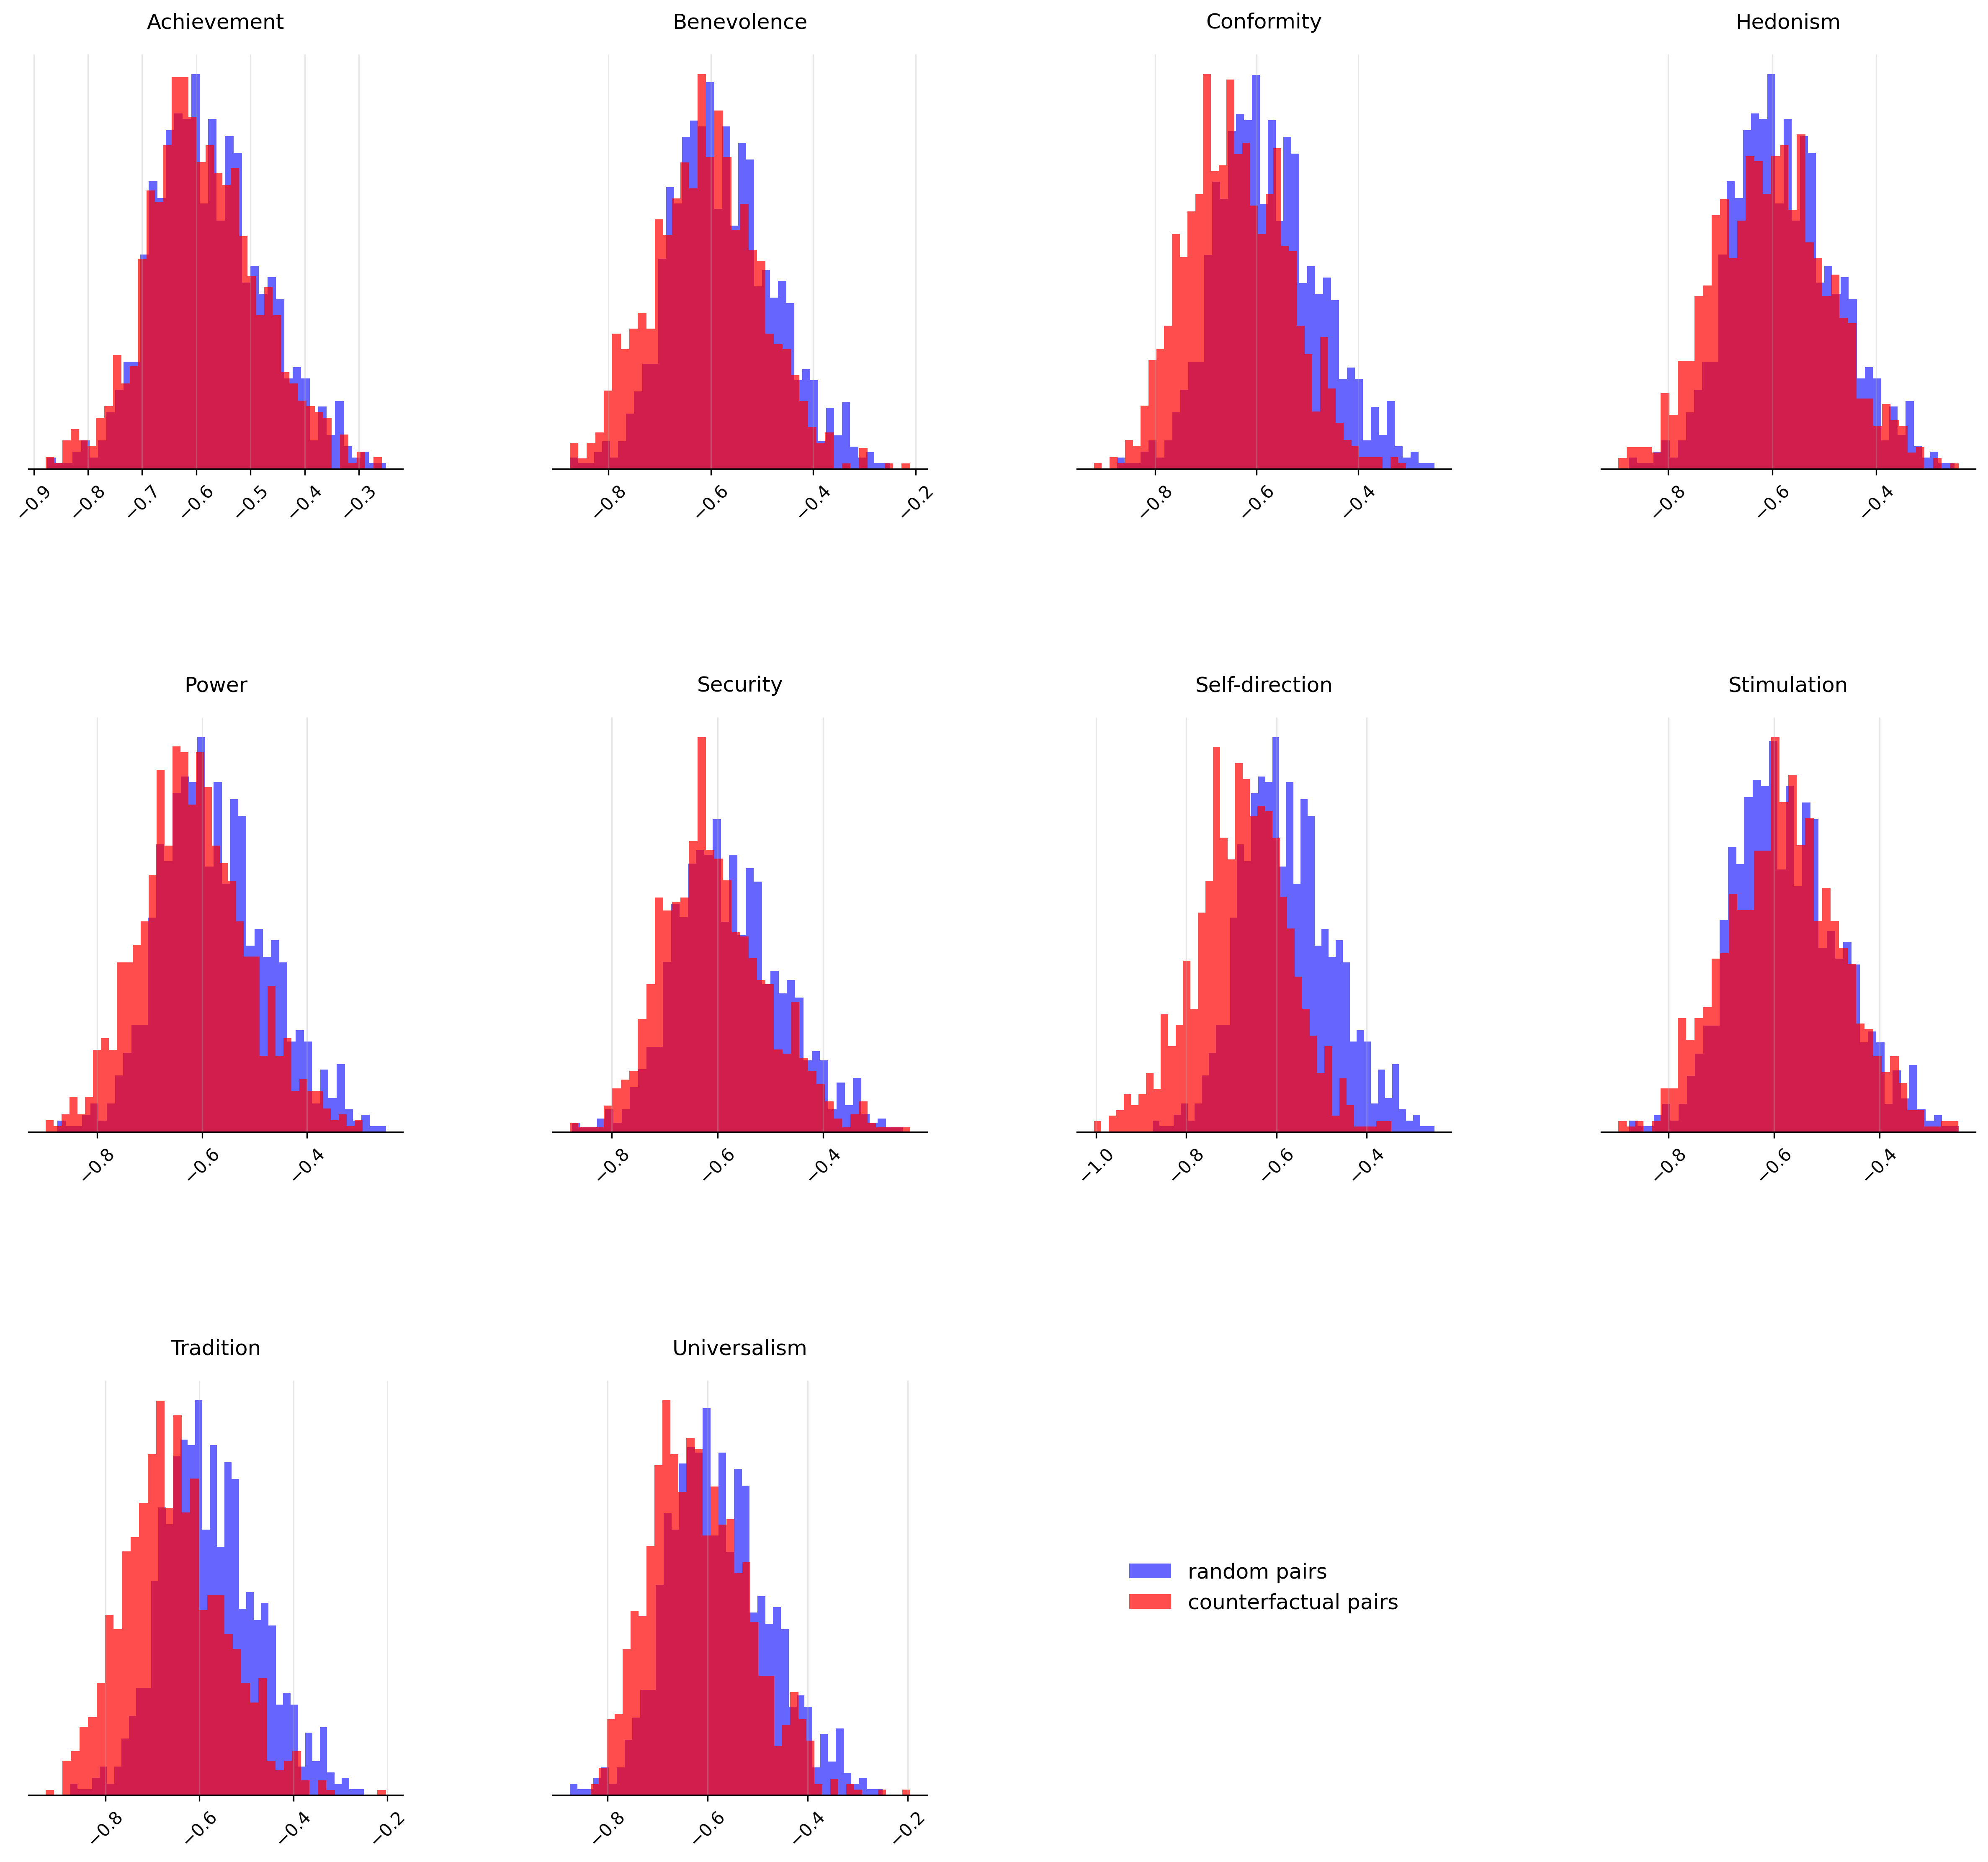 Achievement
Benevolence
Conformity
Hedonism
−0.9 −0.8 −0.7 −0.6 −0.5 −0.4 −0.3
−0.8 −0.6 −0.4 −0.2
−0.8 −0.6 −0.4
−0.8 −0.6 −0.4
Power
Security
Self-direction
Stimulation
−0.8 −0.6 −0.4
−0.8 −0.6 −0.4
−1.0 −0.8 −0.6 −0.4
−0.8 −0.6 −0.4
Tradition
Universalism
random pairs
counterfactual pairs
−0.8 −0.6 −0.4 −0.2
−0.8 −0.6 −0.4 −0.2